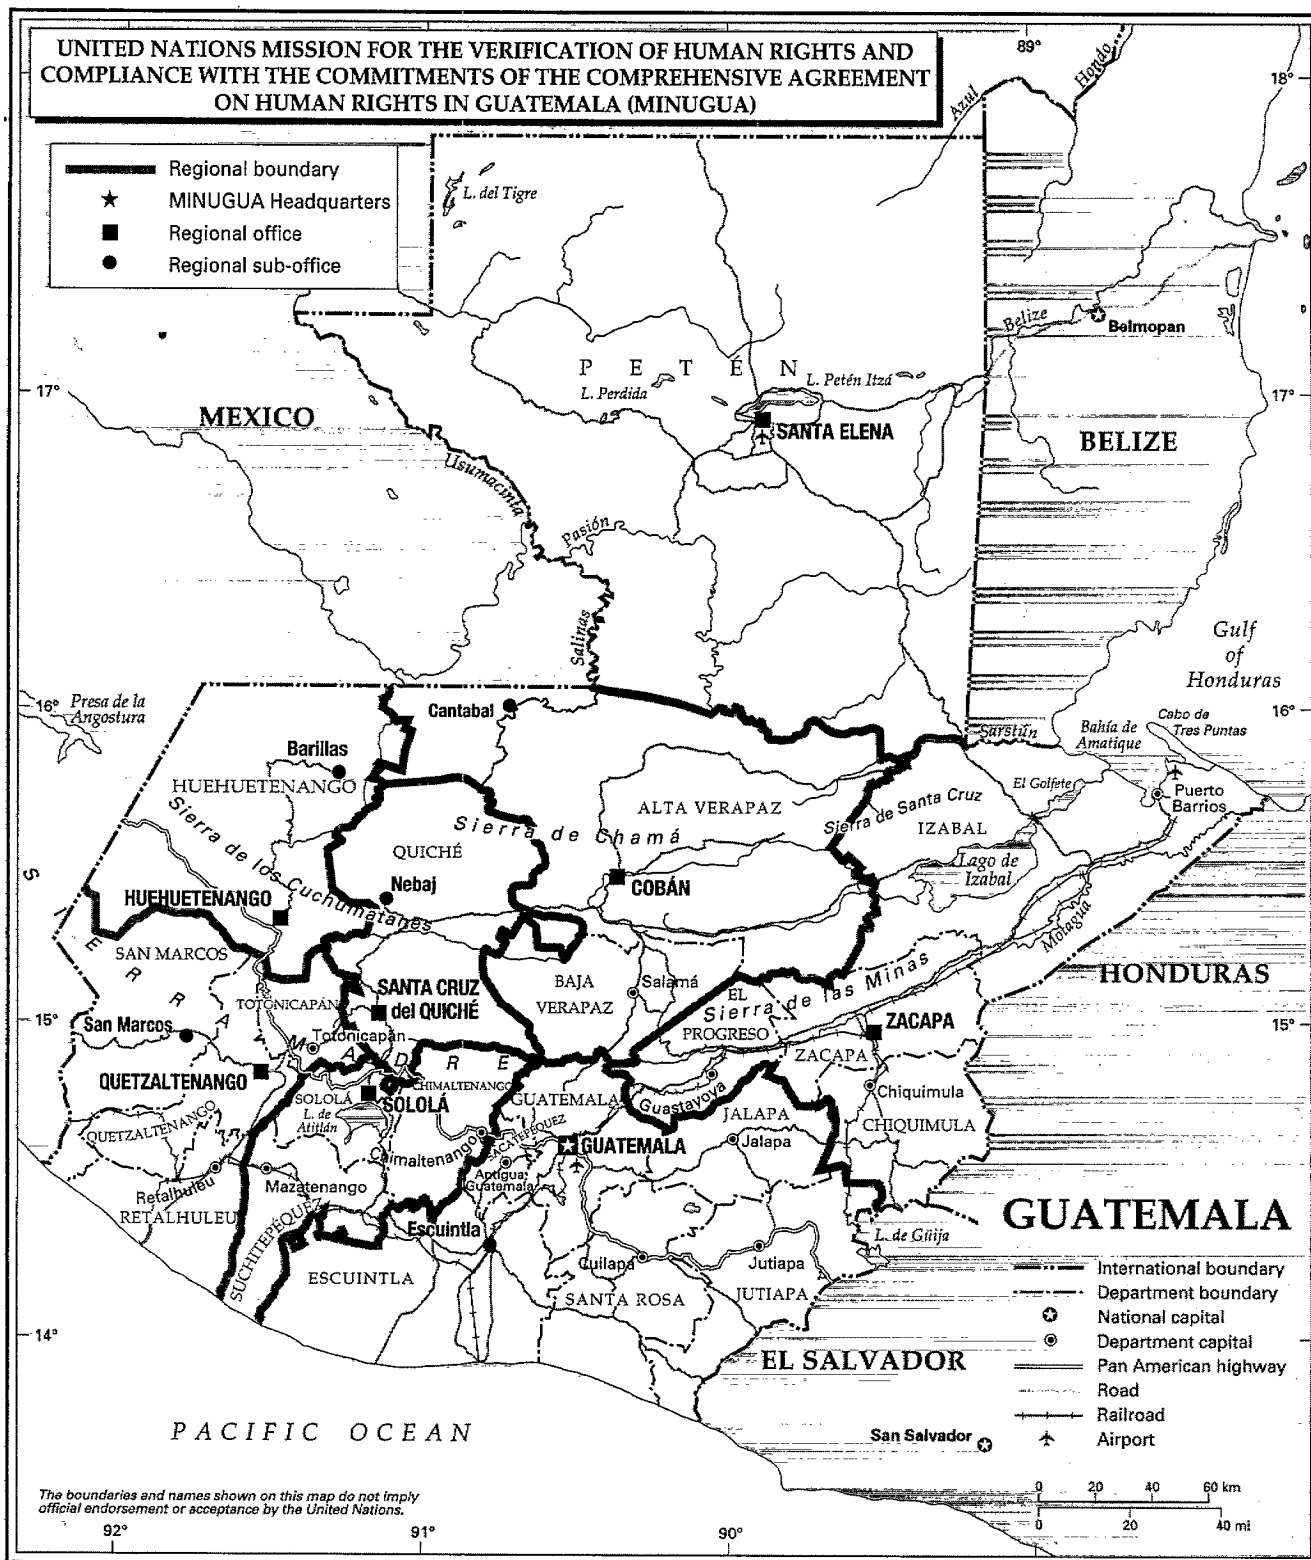 UNITED NATIONS MISSION FOR THE VERIFICATION OF HUMAN RIGHTS AND
COMPLIANCE WITH THE COMMITMENTS OF THE COMPREHENSIVE AGREEMENT
ON HUMAN RIGHTS IN GUATEMALA (MINUGUA)
Regional boundary
MINUGUA Headquarters
Regional office
Regional sub-office
89°
18°
Hondo
Azul
L. del Tigre
Belize
Belmopan
PETÉN
L. Perdida
L. Petén Itzá
17°
17°
MEXICO
SANTA ELENA
BELIZE
Usumacinta
Pasión
Salinas
Gulf
of
Honduras
16°
Presa de la
Angostura
Cantabal
16°
Sarstún
Bahía de
Amatique
Cabo de
Tres Puntas
Barillas
HUEHUETENANGO
El Golfete
Puerto
Barrios
ALTA VERAPAZ
Sierra de Santa Cruz
IZABAL
Sierra de Chamá
Sierra de los Cuchumatanes
QUICHÉ
Lago de
Izabal
Nebaj
COBÁN
HUEHUETENANGO
SAN MARCOS
Motagua
HONDURAS
BAJA
VERAPAZ
Salamá
SANTA CRUZ
del QUICHÉ
TOTONICAPÁN
EL
PROGRESO
Sierra de las Minas
San Marcos
15°
15°
ZACAPA
Totonicapán
SIERRA MADRE
ZACAPA
QUETZALTENANGO
CHIMALTENANGO
SOLOLÁ
SOLOLÁ
L. de
Atitlán
GUATEMALA
Guastayoya
Chiquimula
JALAPA
CHIQUIMULA
QUETZALTENANGO
SACATEPÉQUEZ
GUATEMALA
Jalapa
Chimaltenango
Antigua
Guatemala
Retalhuleu
RETALHULEU
Mazatenango
SUCHITEPÉQUEZ
Escuintla
GUATEMALA
L. de Güija
ESCUINTLA
Cuilapa
Jutiapa
SANTA ROSA
JUTIAPA
International boundary
Department boundary
National capital
Department capital
Pan American highway
Road
Railroad
Airport
14°
EL SALVADOR
PACIFIC OCEAN
San Salvador
0 20 40 60 km
0 20 40 mi
The boundaries and names shown on this map do not imply
official endorsement or acceptance by the United Nations.
92°
91°
90°